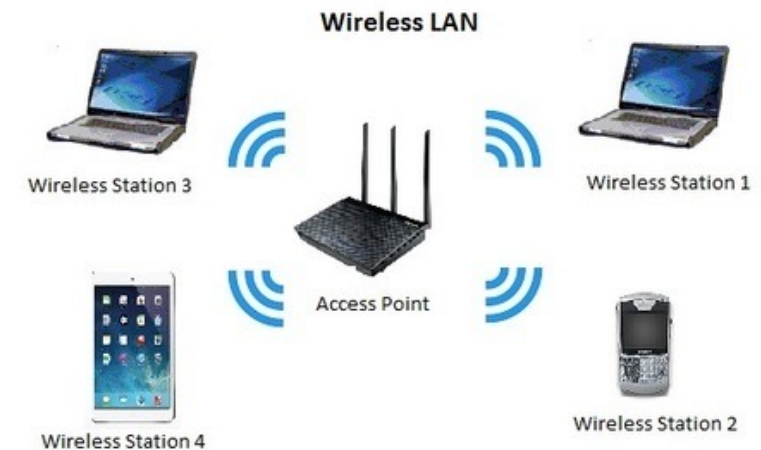 Wireless LAN
Wireless Station 3
Wireless Station 1
Access Point
Wireless Station 4
Wireless Station 2